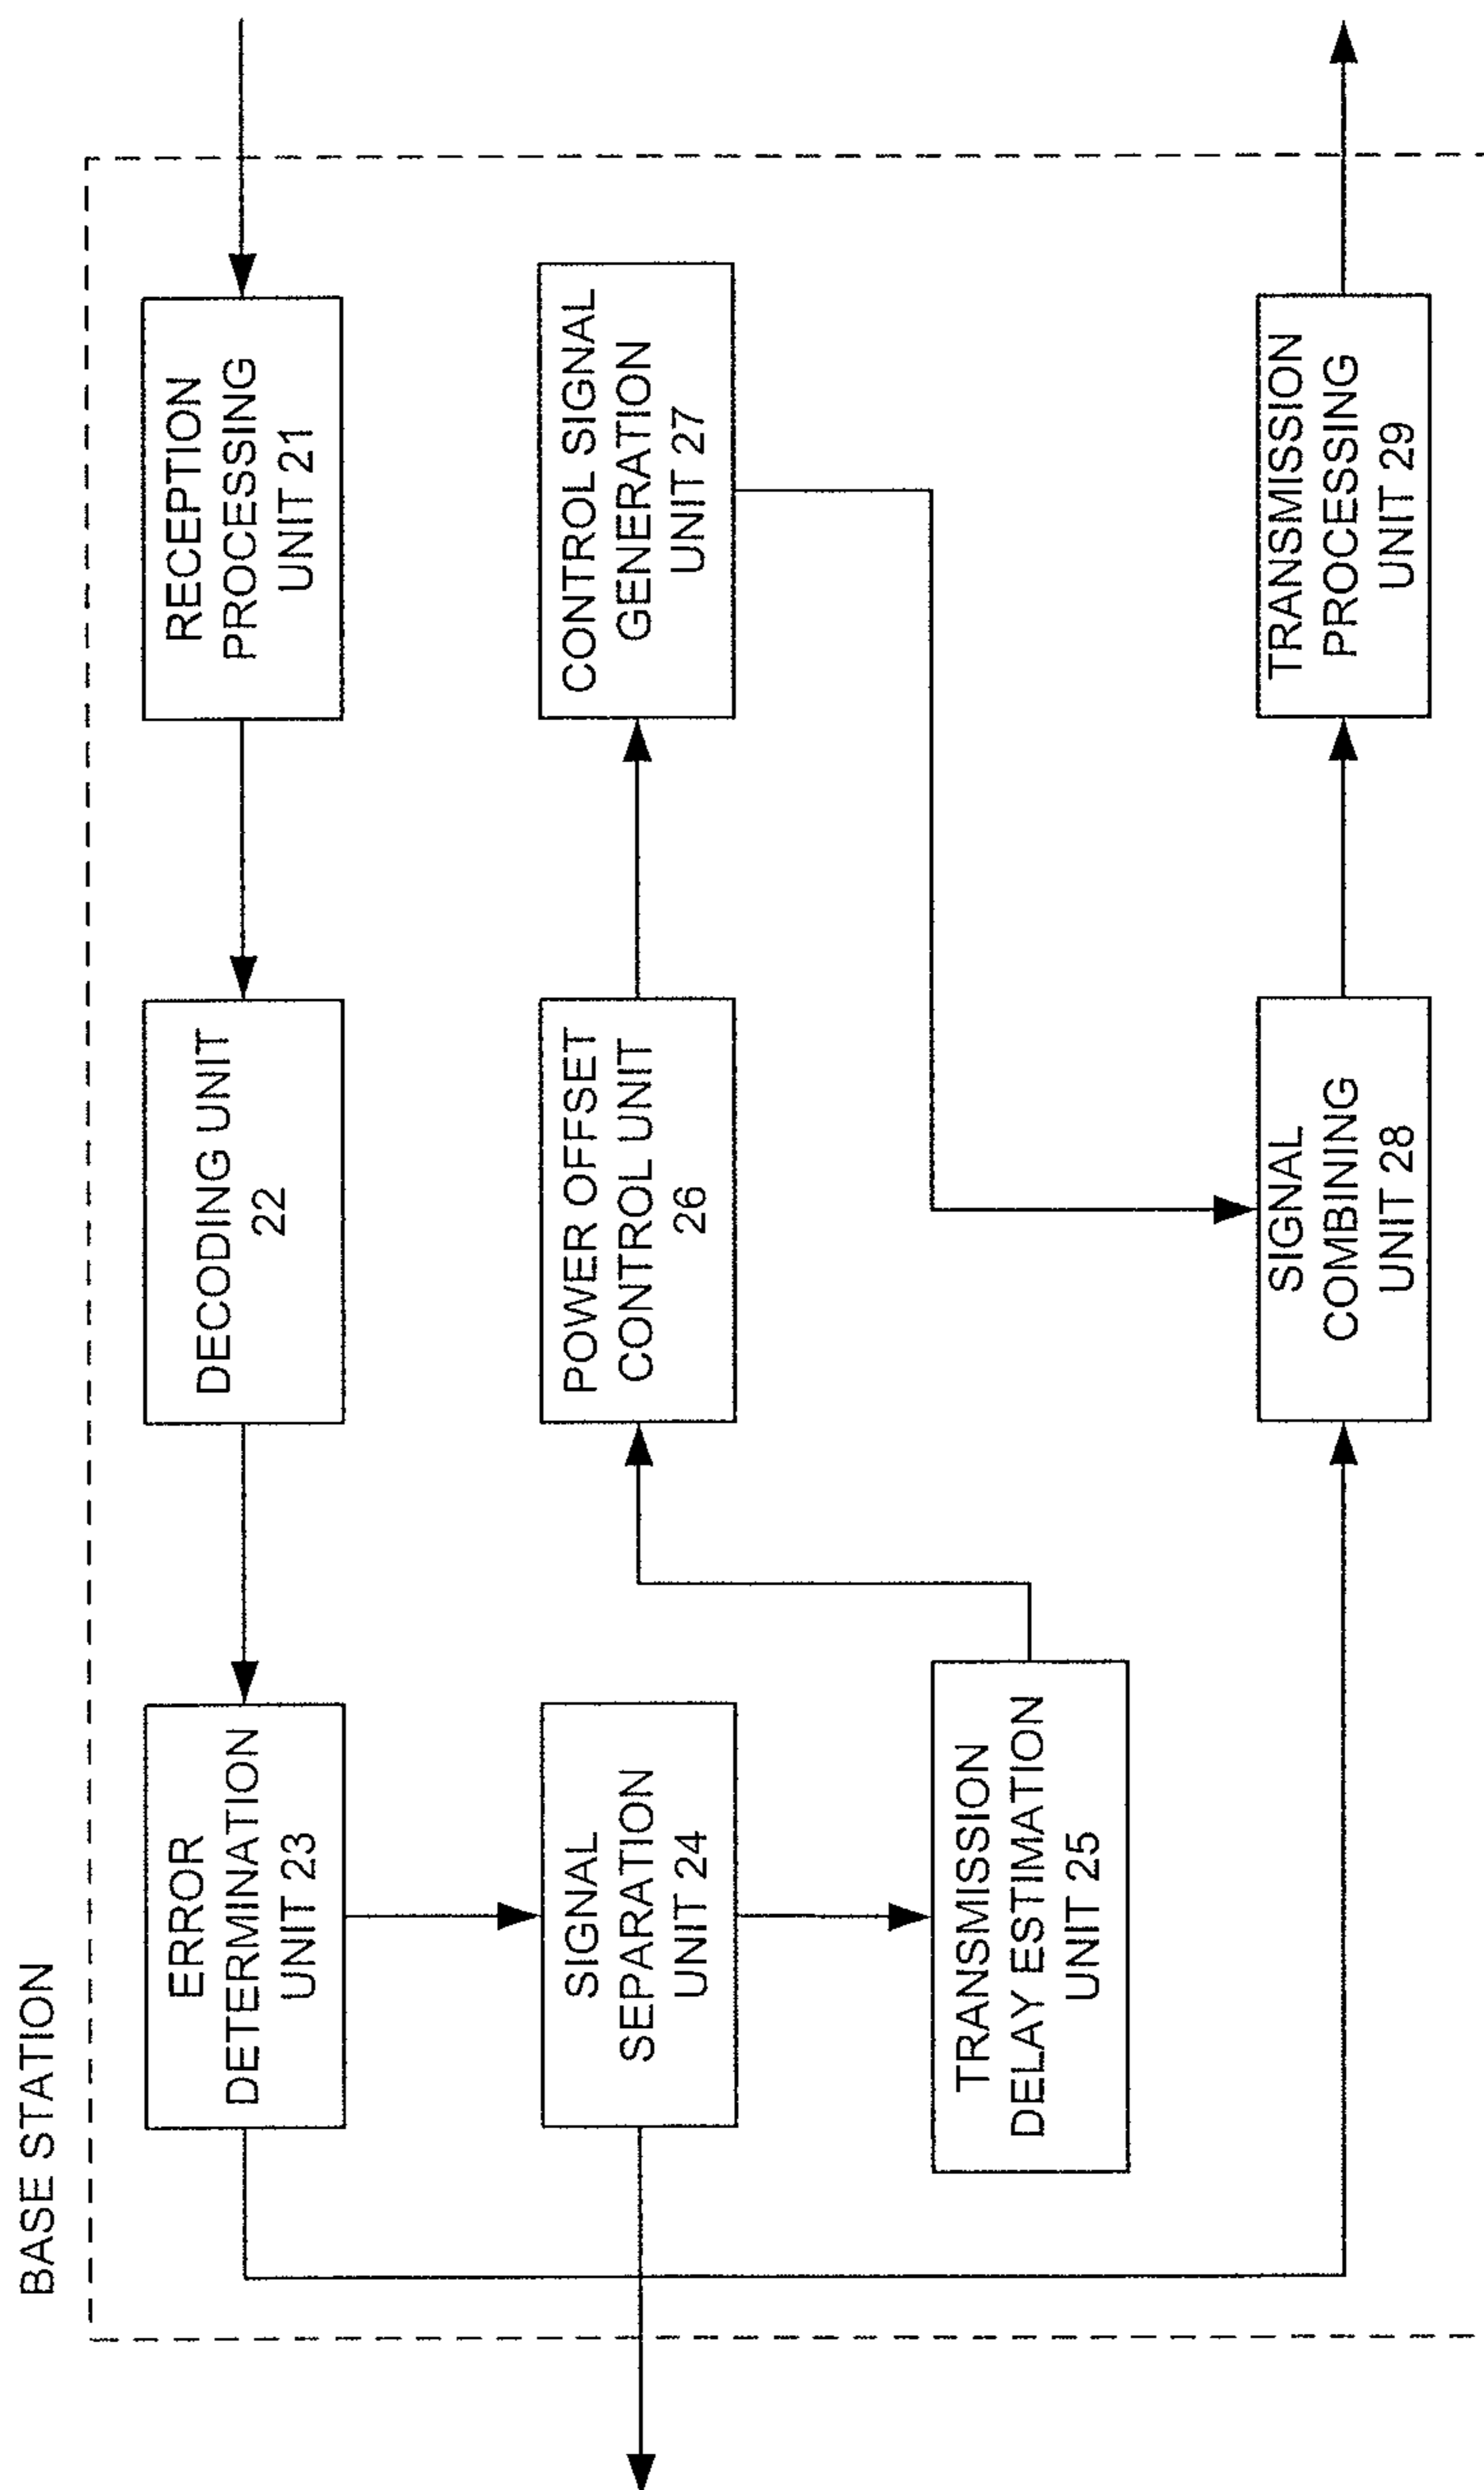 BASE STATION
ERROR
DETERMINATION
UNIT 23
DECODING UNIT
22
RECEPTION
PROCESSING
UNIT 21
SIGNAL
SEPARATION
UNIT 24
POWER OFFSET
CONTROL UNIT
26
CONTROL SIGNAL
GENERATION
UNIT 27
TRANSMISSION
DELAY ESTIMATION
UNIT 25
SIGNAL
COMBINING
UNIT 28
TRANSMISSION
PROCESSING
UNIT 29